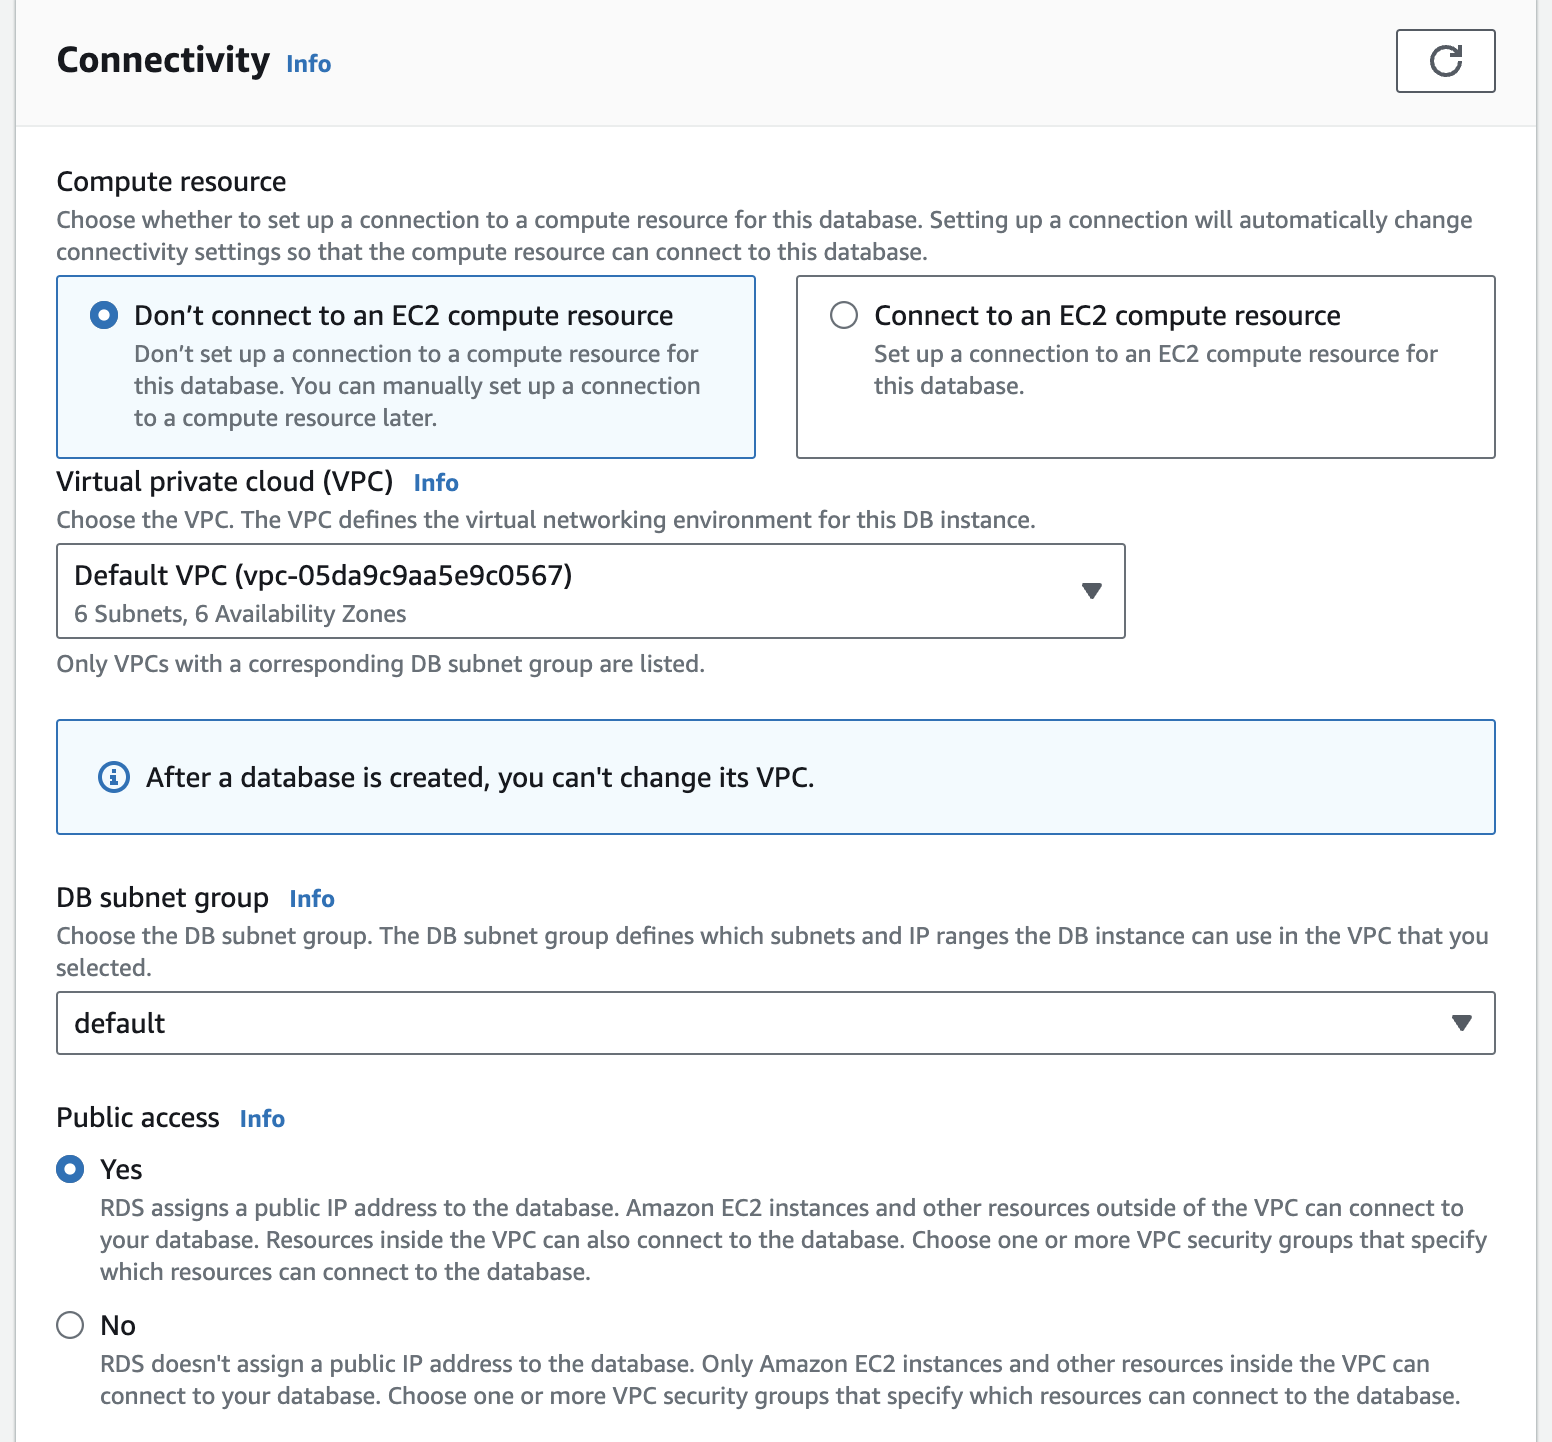 Connectivity Info
Compute resource
Choose whether to set up a connection to a compute resource for this database. Setting up a connection will automatically change
connectivity settings so that the compute resource can connect to this database.
Don’t connect to an EC2 compute resource
Don’t set up a connection to a compute resource for
this database. You can manually set up a connection
to a compute resource later.
Connect to an EC2 compute resource
Set up a connection to an EC2 compute resource for
this database.
Virtual private cloud (VPC) Info
Choose the VPC. The VPC defines the virtual networking environment for this DB instance.
Default VPC (vpc-05da9c9aa5e9c0567)
6 Subnets, 6 Availability Zones
Only VPCs with a corresponding DB subnet group are listed.
After a database is created, you can't change its VPC.
DB subnet group Info
Choose the DB subnet group. The DB subnet group defines which subnets and IP ranges the DB instance can use in the VPC that you
selected.
default
Public access Info
Yes
RDS assigns a public IP address to the database. Amazon EC2 instances and other resources outside of the VPC can connect to
your database. Resources inside the VPC can also connect to the database. Choose one or more VPC security groups that specify
which resources can connect to the database.
No
RDS doesn't assign a public IP address to the database. Only Amazon EC2 instances and other resources inside the VPC can
connect to your database. Choose one or more VPC security groups that specify which resources can connect to the database.